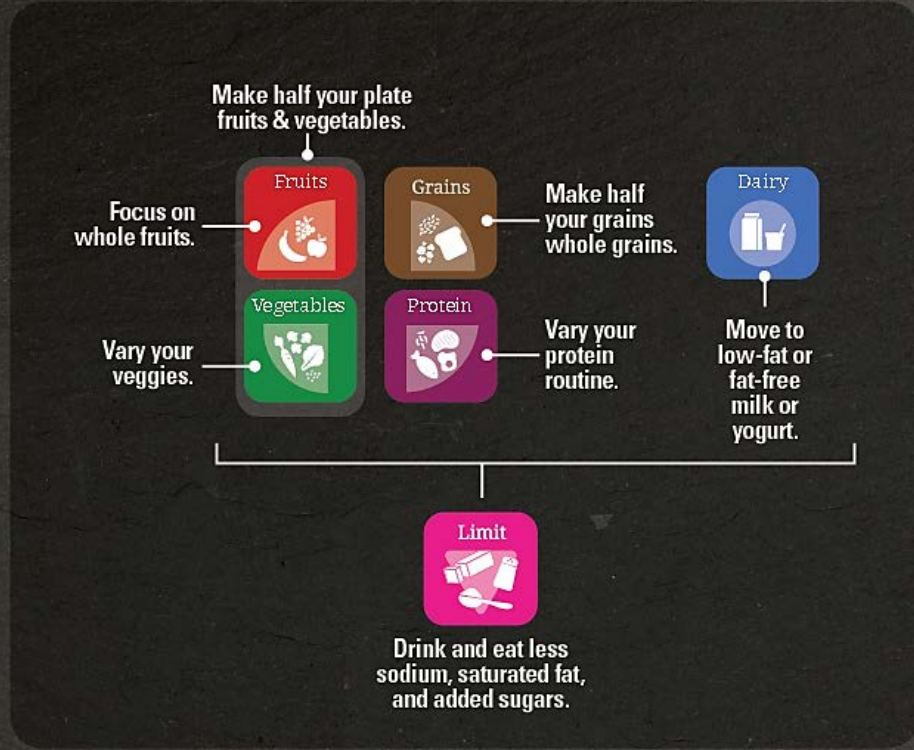 Make half your plate
fruits & vegetables.
Fruits
Focus on
whole fruits.
Grains
Make half
your grains
whole grains.
Dairy
Move to
low-fat or
fat-free
milk or
yogurt.
Vegetables
Vary your
veggies.
Protein
Vary your
protein
routine.
Limit
Drink and eat less
sodium, saturated fat,
and added sugars.